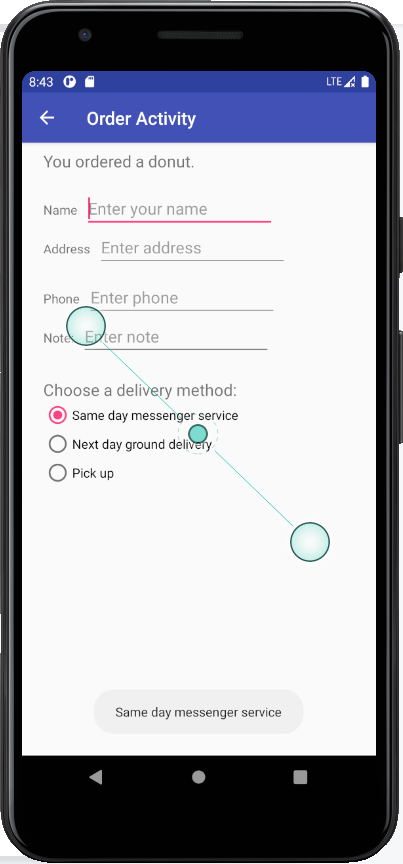 8:43 LTE
Order Activity
You ordered a donut.
Name Enter your name
Address Enter address
Phone Enter phone
Note: Enter note
Choose a delivery method:
Same day messenger service
Next day ground delivery
Pick up
Same day messenger service